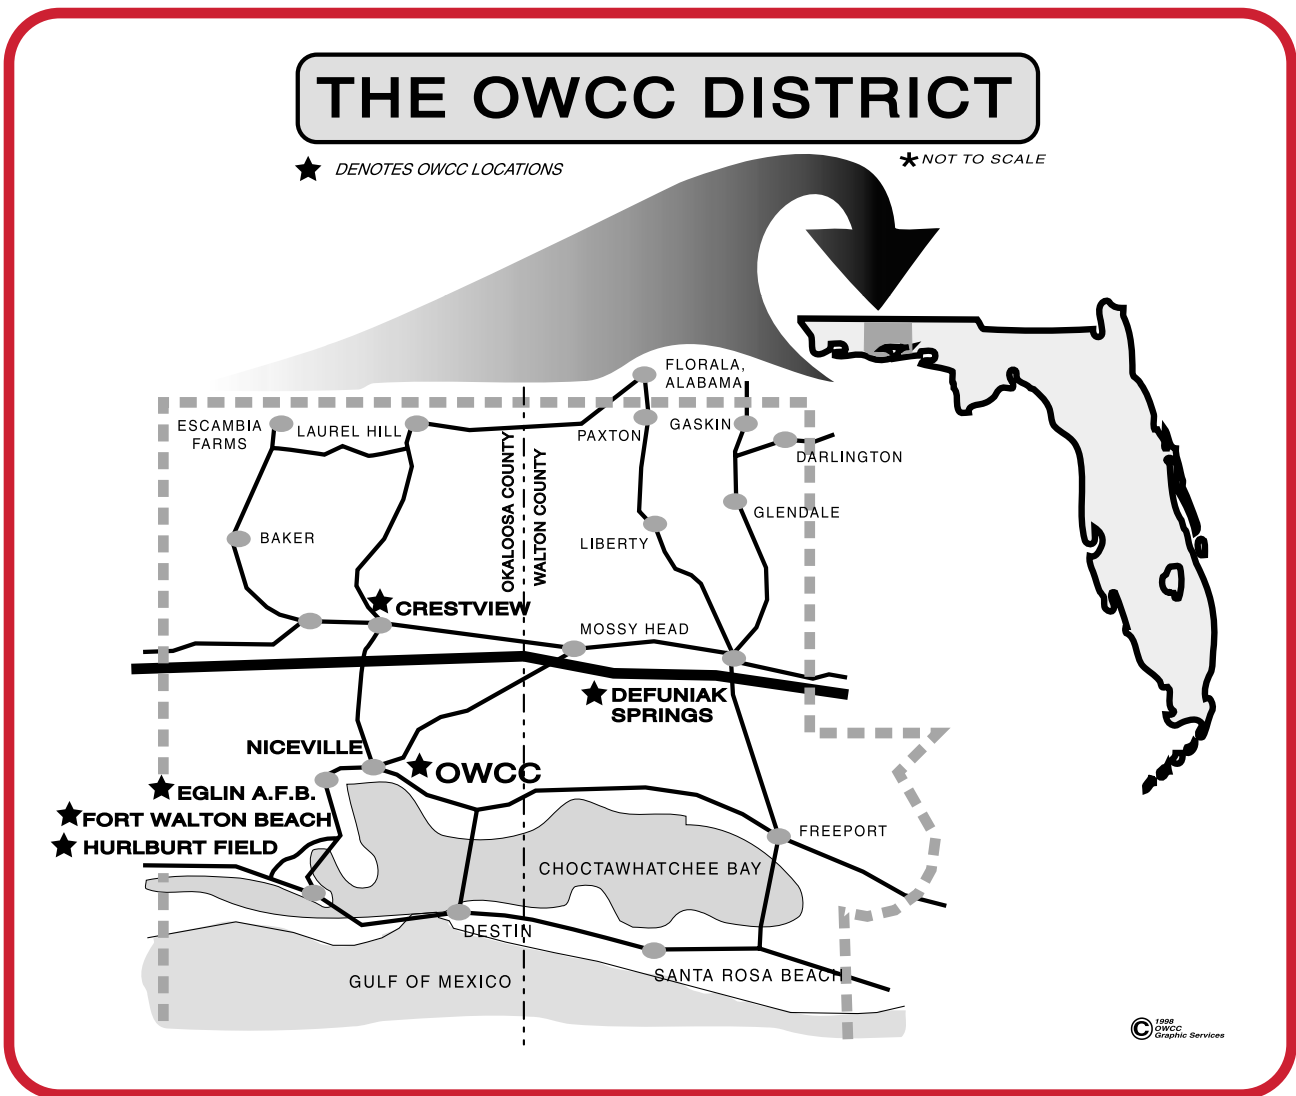 THE OWCC DISTRICT
★ DENOTES OWCC LOCATIONS
*NOT TO SCALE
FLORALA,
ALABAMA
ESCAMBIA
FARMS
LAUREL HILL
PAXTON
GASKIN
DARLINGTON
OKALOOSA COUNTY
WALTON COUNTY
GLENDALE
BAKER
LIBERTY
★ CRESTVIEW
MOSSY HEAD
★ DEFUNIAK
SPRINGS
NICEVILLE
★ OWCC
★ EGLIN A.F.B.
★ FORT WALTON BEACH
★ HURLBURT FIELD
FREEPORT
CHOCTAWHATCHEE BAY
DESTIN
SANTA ROSA BEACH
GULF OF MEXICO
© 1998
OWCC
Graphic Services